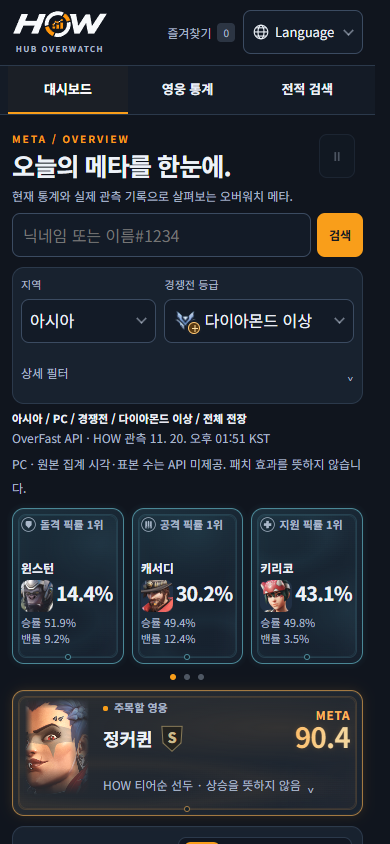 HOW
HUB OVERWATCH
즐겨찾기 0
Language
대시보드
영웅 통계
전적 검색
META / OVERVIEW
오늘의 메타를 한눈에.
현재 통계와 실제 관측 기록으로 살펴보는 오버워치 메타.
닉네임 또는 이름#1234
검색
지역
경쟁전 등급
아시아
다이아몬드 이상
상세 필터
아시아 / PC / 경쟁전 / 다이아몬드 이상 / 전체 전장
OverFast API · HOW 관측 11. 20. 오후 01:51 KST
PC · 원본 집계 시각·표본 수는 API 미제공. 패치 효과를 뜻하지 않습니
다.
돌격 픽률 1위
윈스턴
14.4%
승률 51.9%
밴률 9.2%
공격 픽률 1위
캐서디
30.2%
승률 49.4%
밴률 12.4%
지원 픽률 1위
키리코
43.1%
승률 49.8%
밴률 3.5%
주목할 영웅
정커퀸 S
META
90.4
HOW 티어순 선두 · 상승을 뜻하지 않음